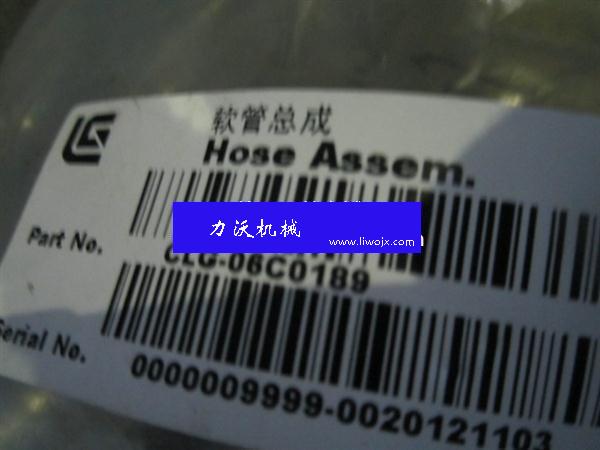 软管总成
Hose Assem.
力沃机械
www.liwojx.com
Part No.
CLG-06C0189
Serial No.
0000009999-0020121103